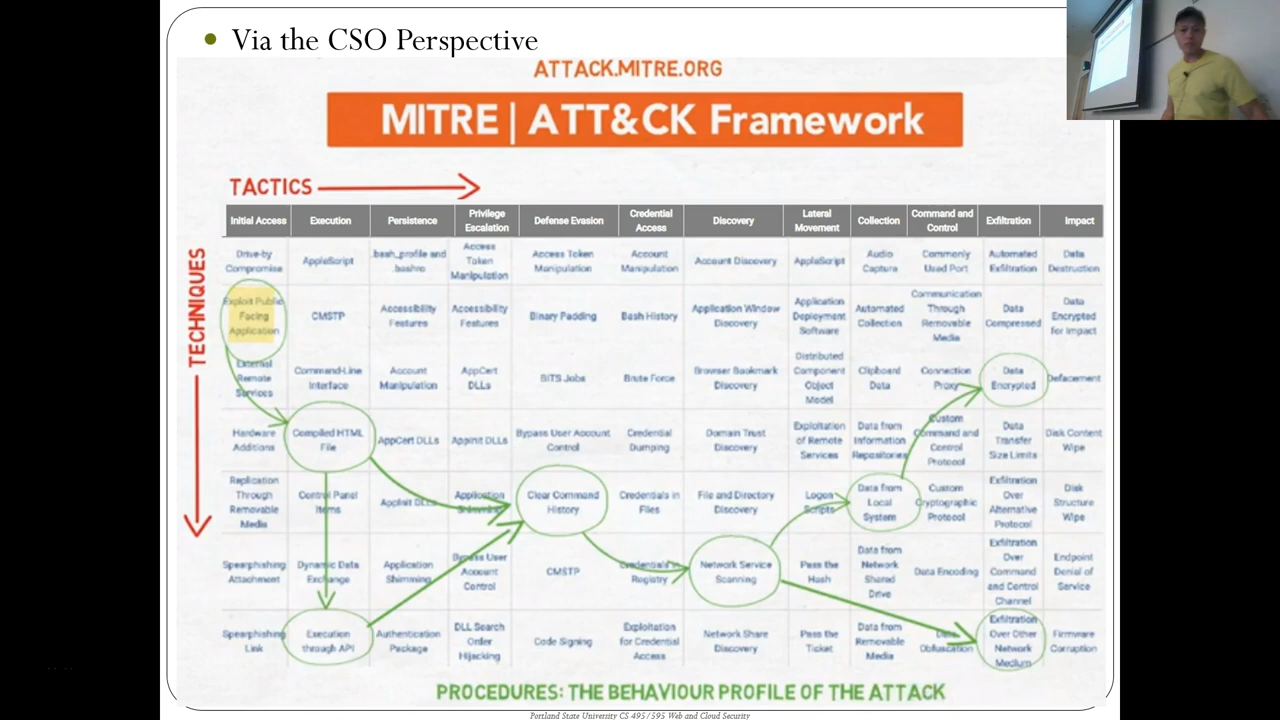 Via the CSO Perspective
ATTACK.MITRE.ORG
MITRE | ATT&CK Framework
TACTICS
TECHNIQUES
Initial Access Execution Persistence Privilege Escalation Defense Evasion Credential Access Discovery Lateral Movement Collection Command and Control Exfiltration Impact
Drive-by Compromise AppleScript .bash_profile and .bashrc Access Token Manipulation Access Token Manipulation Account Manipulation Account Discovery AppleScript Audio Capture Commonly Used Port Automated Exfiltration Data Destruction
Exploit Public Facing Application CMSTP Accessibility Features Accessibility Features Binary Padding Bash History Application Window Discovery Application Deployment Software Automated Collection Communication Through Removable Media Data Compressed Data Encrypted for Impact
External Remote Services Command-Line Interface Account Manipulation AppCert DLLs BITS Jobs Brute Force Browser Bookmark Discovery Distributed Component Object Model Clipboard Data Connection Proxy Data Encrypted Defacement
Hardware Additions Compiled HTML File AppCert DLLs AppInit DLLs Bypass User Account Control Credential Dumping Domain Trust Discovery Exploitation of Remote Services Data from Information Repositories Custom Command and Control Protocol Data Transfer Size Limits Disk Content Wipe
Replication Through Removable Media Control Panel Items AppInit DLLs Application Shimming Clear Command History Credentials in Files File and Directory Discovery Logon Scripts Data from Local System Custom Cryptographic Protocol Exfiltration Over Alternative Protocol Disk Structure Wipe
Spearphishing Attachment Dynamic Data Exchange Application Shimming Bypass User Account Control CMSTP Credentials in Registry Network Service Scanning Pass the Hash Data from Network Shared Drive Data Encoding Exfiltration Over Command and Control Channel Endpoint Denial of Service
Spearphishing Link Execution through API Authentication Package DLL Search Order Hijacking Code Signing Exploitation for Credential Access Network Share Discovery Pass the Ticket Data from Removable Media Data Obfuscation Exfiltration Over Other Network Medium Firmware Corruption
PROCEDURES: THE BEHAVIOUR PROFILE OF THE ATTACK
Portland State University CS 495/595 Web and Cloud Security